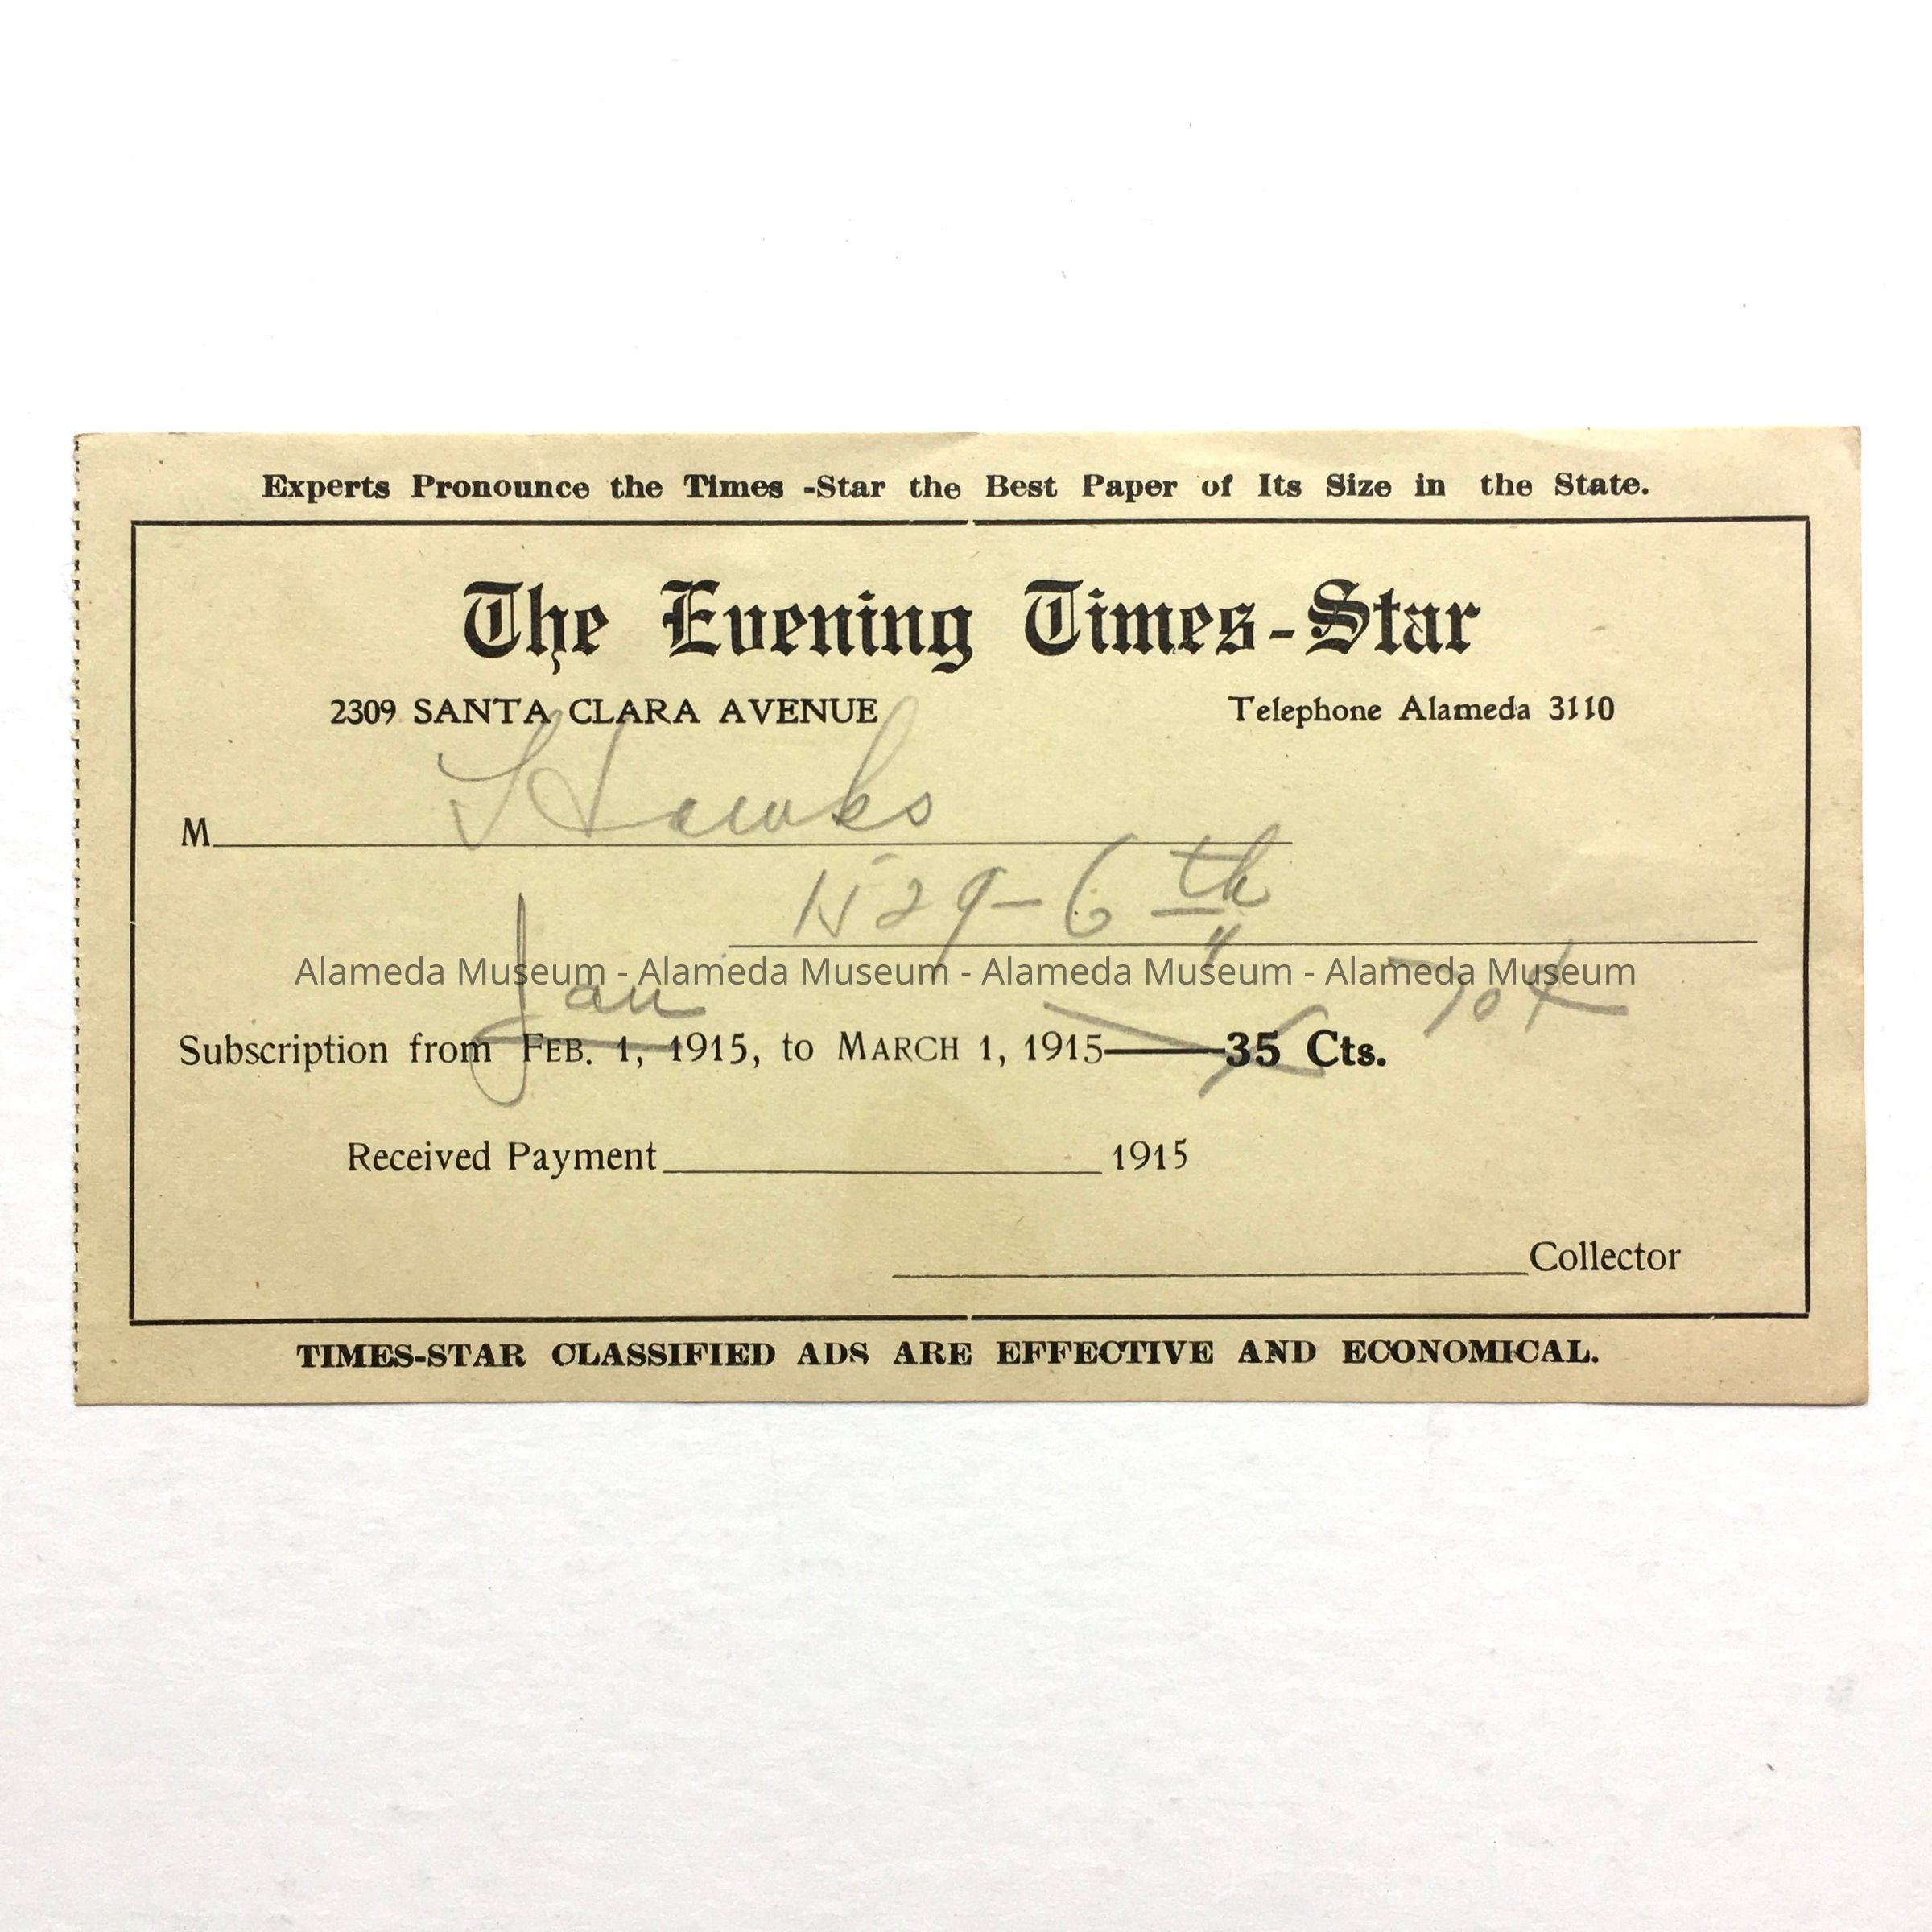 Experts Pronounce the Times -Star the Best Paper of Its Size in the State.
The Evening Times-Star
2309 SANTA CLARA AVENUE Telephone Alameda 3110
M Hawks
1529-6th
"
Alameda Museum - Alameda Museum - Alameda Museum - Alameda Museum
Jan 70¢
Subscription from FEB. 1, 1915, to MARCH 1, 1915 35 Cts.
Received Payment 1915
Collector
TIMES-STAR CLASSIFIED ADS ARE EFFECTIVE AND ECONOMICAL.